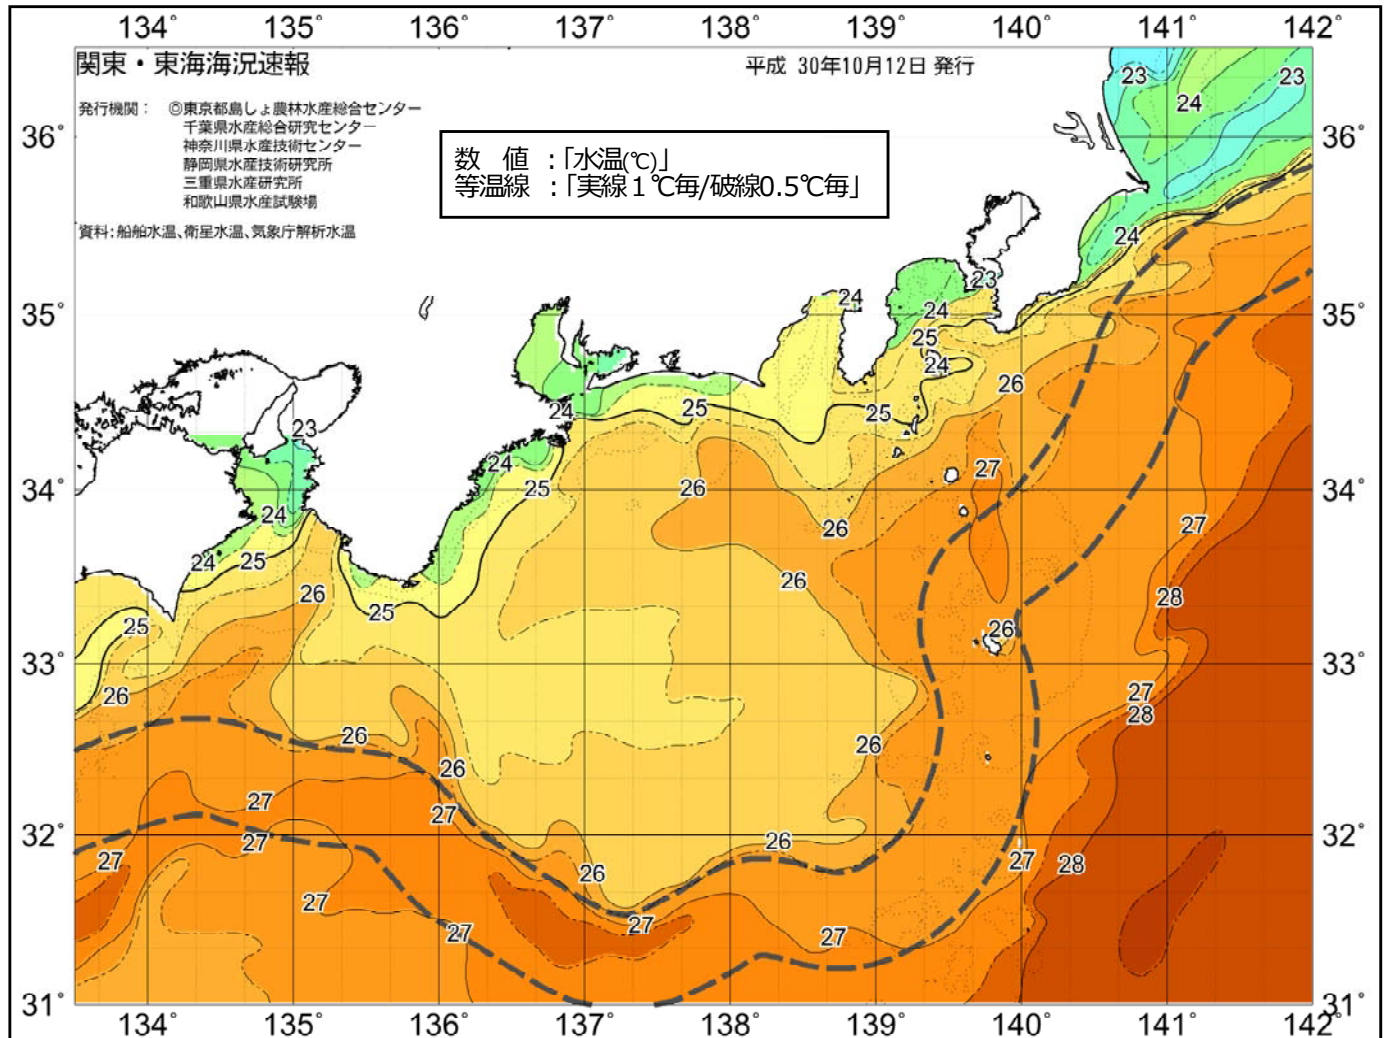 134° 135° 136° 137° 138° 139° 140° 141° 142°
関東・東海海況速報
平成 30年10月12日 発行
発行機関： ◎東京都島しょ農林水産総合センター
千葉県水産総合研究センター
神奈川県水産技術センター
静岡県水産技術研究所
三重県水産研究所
和歌山県水産試験場
資料:船舶水温、衛星水温、気象庁解析水温
数 値 ：「水温(℃)」
等温線 ：「実線１℃毎/破線0.5℃毎」
23 23
24
36° 36°
24
23
24
35° 24 35°
25
24
26
24 25 25
23
24 27
25 26
34° 34°
24 26 27
25
24
26 26
28
25 25 26
33° 33°
26 27
28
26 26
26
27 27
32° 27 26 32°
27 26 27 28
27
27 27 27
31° 31°
134° 135° 136° 137° 138° 139° 140° 141° 142°